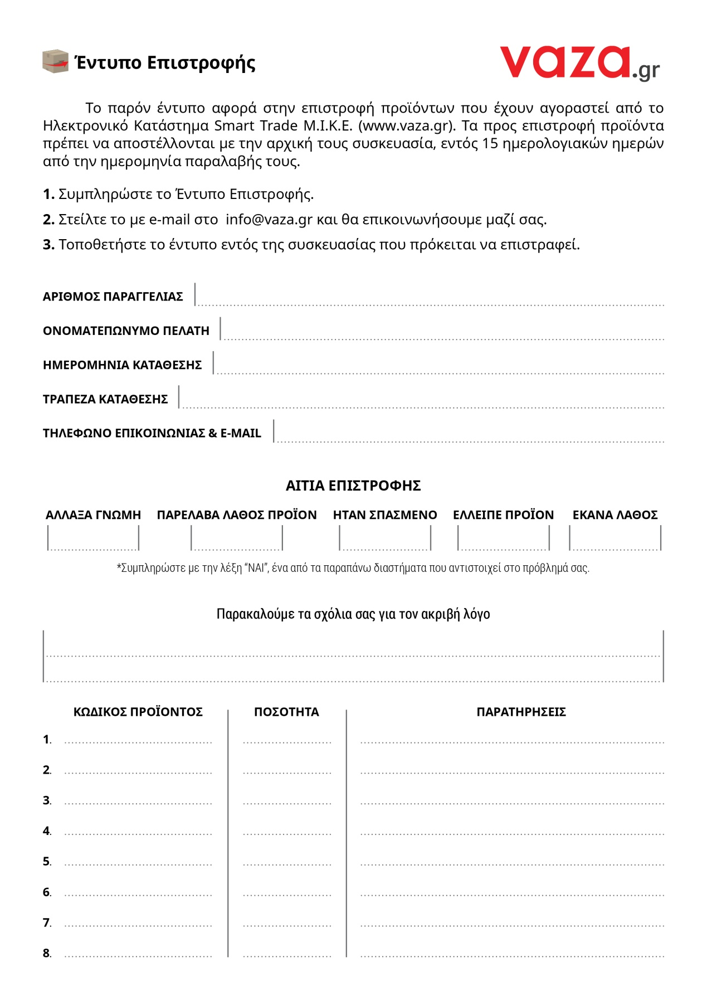 Έντυπο Επιστροφής
vaza.gr
Το παρόν έντυπο αφορά στην επιστροφή προϊόντων που έχουν αγοραστεί από το
Ηλεκτρονικό Κατάστημα Smart Trade Μ.Ι.Κ.Ε. (www.vaza.gr). Τα προς επιστροφή προϊόντα
πρέπει να αποστέλλονται με την αρχική τους συσκευασία, εντός 15 ημερολογιακών ημερών
από την ημερομηνία παραλαβής τους.
1. Συμπληρώστε το Έντυπο Επιστροφής.
2. Στείλτε το με e-mail στο info@vaza.gr και θα επικοινωνήσουμε μαζί σας.
3. Τοποθετήστε το έντυπο εντός της συσκευασίας που πρόκειται να επιστραφεί.
ΑΡΙΘΜΟΣ ΠΑΡΑΓΓΕΛΙΑΣ
ΟΝΟΜΑΤΕΠΩΝΥΜΟ ΠΕΛΑΤΗ
ΗΜΕΡΟΜΗΝΙΑ ΚΑΤΑΘΕΣΗΣ
ΤΡΑΠΕΖΑ ΚΑΤΑΘΕΣΗΣ
ΤΗΛΕΦΩΝΟ ΕΠΙΚΟΙΝΩΝΙΑΣ & E-MAIL
ΑΙΤΙΑ ΕΠΙΣΤΡΟΦΗΣ
ΑΛΛΑΞΑ ΓΝΩΜΗ ΠΑΡΕΛΑΒΑ ΛΑΘΟΣ ΠΡΟΪΟΝ ΗΤΑΝ ΣΠΑΣΜΕΝΟ ΕΛΛΕΙΠΕ ΠΡΟΪΟΝ ΕΚΑΝΑ ΛΑΘΟΣ
*Συμπληρώστε με την λέξη “ΝΑΙ”, ένα από τα παραπάνω διαστήματα που αντιστοιχεί στο πρόβλημά σας.
Παρακαλούμε τα σχόλια σας για τον ακριβή λόγο
ΚΩΔΙΚΟΣ ΠΡΟΪΟΝΤΟΣ ΠΟΣΟΤΗΤΑ ΠΑΡΑΤΗΡΗΣΕΙΣ
1.
2.
3.
4.
5.
6.
7.
8.